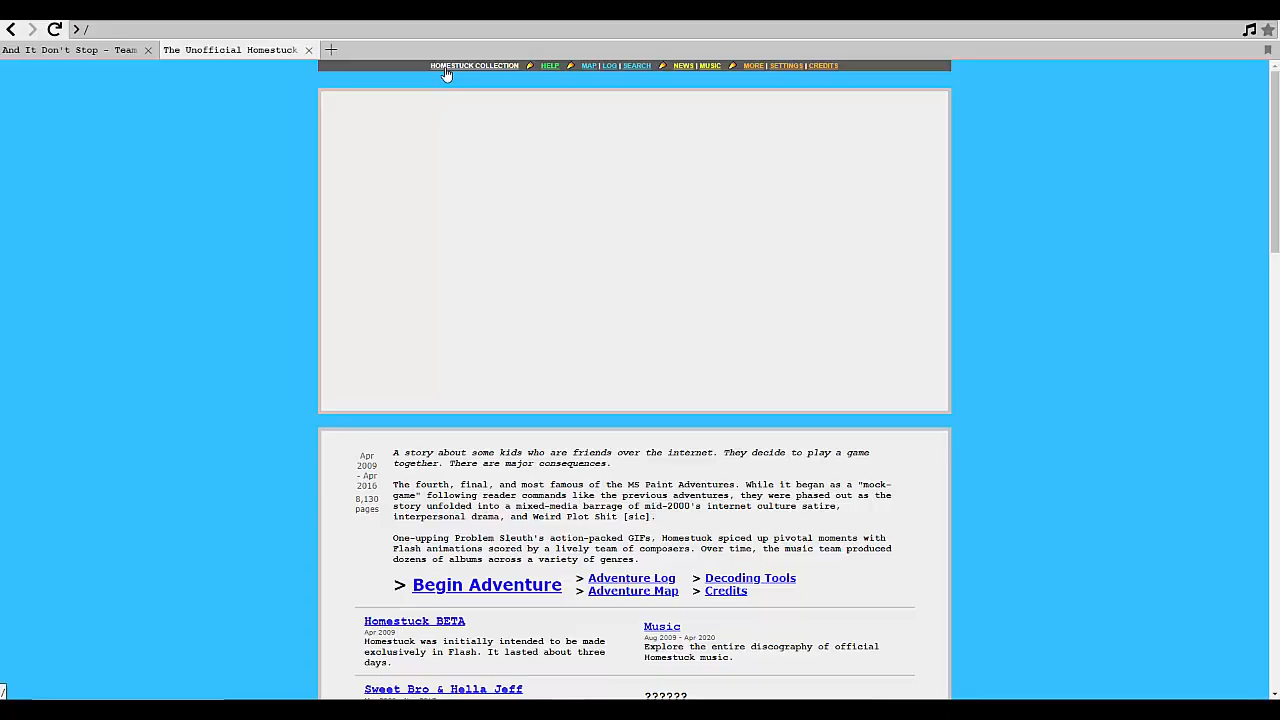 /
And It Don't Stop - Team
The Unofficial Homestuck
HOMESTUCK COLLECTION HELP MAP | LOG | SEARCH NEWS | MUSIC MORE | SETTINGS | CREDITS
Apr
2009
- Apr
2016
8,130
pages
A story about some kids who are friends over the internet. They decide to play a game
together. There are major consequences.
The fourth, final, and most famous of the MS Paint Adventures. While it began as a "mock-
game" following reader commands like the previous adventures, they were phased out as the
story unfolded into a mixed-media barrage of mid-2000's internet culture satire,
interpersonal drama, and Weird Plot Shit [sic].
One-upping Problem Sleuth's action-packed GIFs, Homestuck spiced up pivotal moments with
Flash animations scored by a lively team of composers. Over time, the music team produced
dozens of albums across a variety of genres.
> Begin Adventure
> Adventure Log
> Adventure Map
> Decoding Tools
> Credits
Homestuck BETA
Apr 2009
Homestuck was initially intended to be made
exclusively in Flash. It lasted about three
days.
Music
Aug 2009 - Apr 2020
Explore the entire discography of official
Homestuck music.
Sweet Bro & Hella Jeff
??????
/